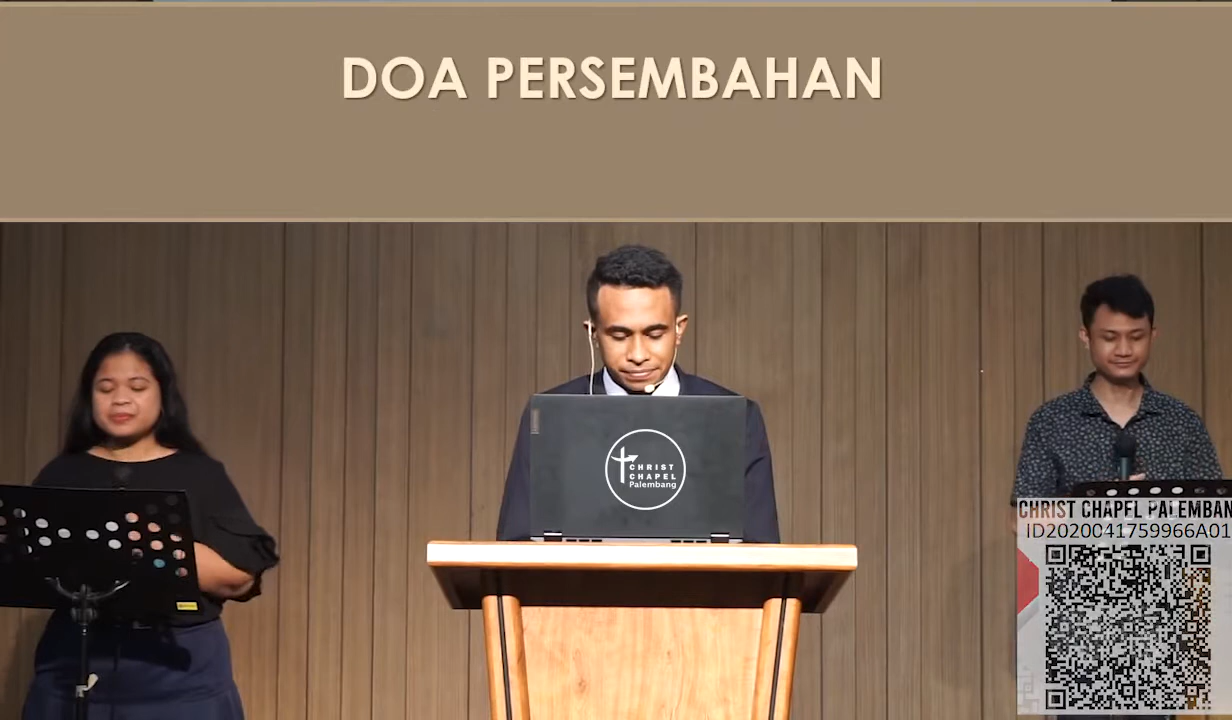 DOA PERSEMBAHAN
CHRIST
CHAPEL
Palembang
CHRIST CHAPEL PALEMBAN
ID2020041759966A01